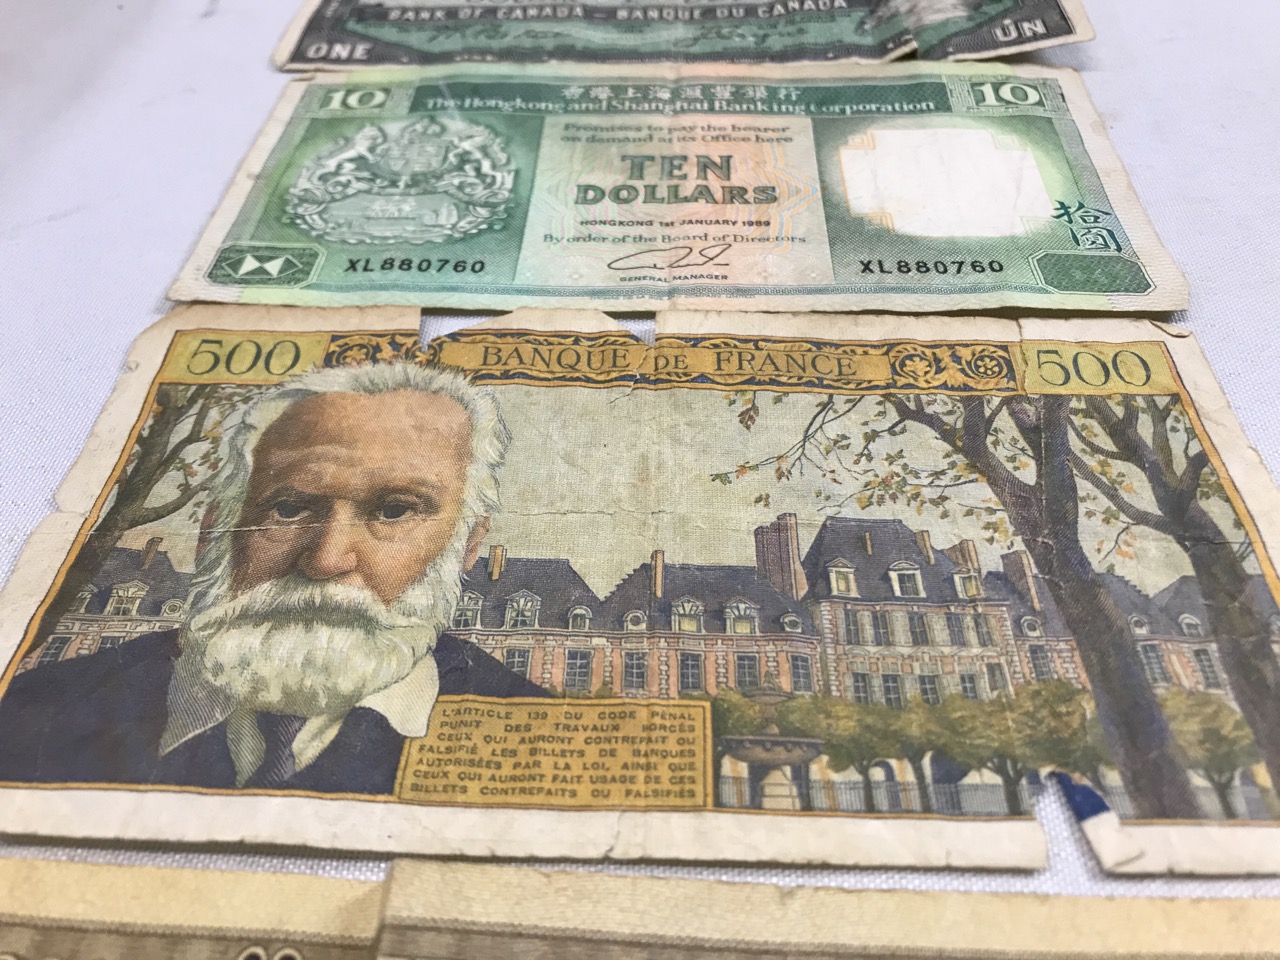 BANK OF CANADA – BANQUE DU CANADA
ONE
UN
香港上海滙豐銀行
10
The Hongkong and Shanghai Banking Corporation
10
Promises to pay the bearer
on demand at its Office here
TEN
DOLLARS
HONGKONG 1st JANUARY 1989
By order of the Board of Directors
GENERAL MANAGER
拾
圓
XL880760
XL880760
500
BANQUE DE FRANCE
500
L'ARTICLE 139 DU CODE PÉNAL
PUNIT DES TRAVAUX FORCÉS
CEUX QUI AURONT CONTREFAIT OU
FALSIFIÉ LES BILLETS DE BANQUES
AUTORISÉES PAR LA LOI, AINSI QUE
CEUX QUI AURONT FAIT USAGE DE CES
BILLETS CONTREFAITS OU FALSIFIÉS